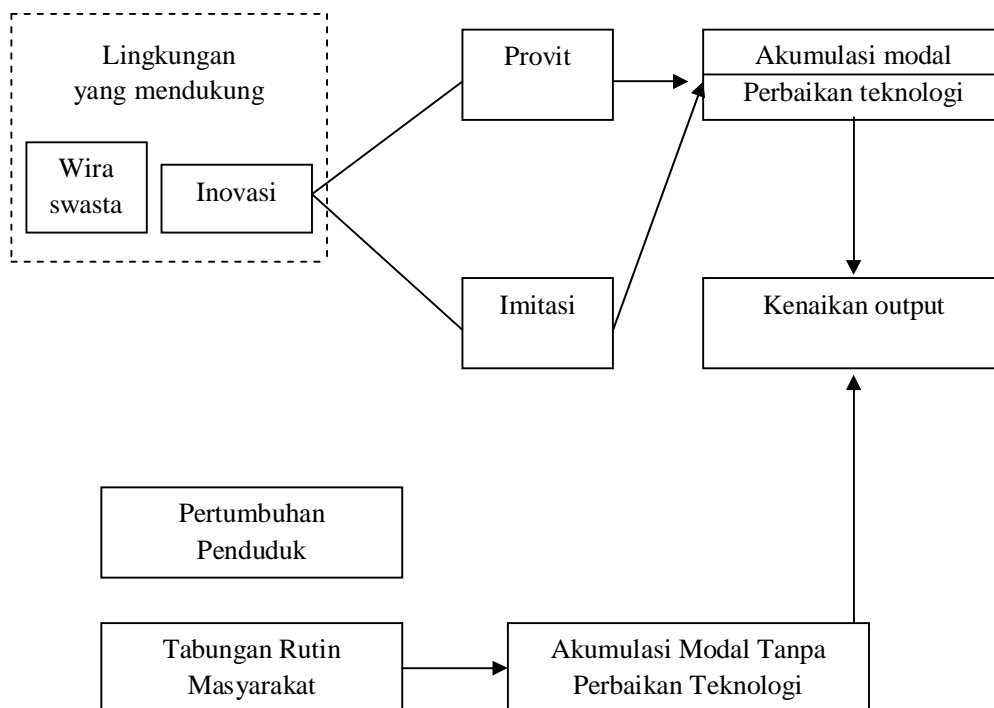 Lingkungan
yang mendukung
Wira
swasta
Inovasi
Provit
Akumulasi modal
Perbaikan teknologi
Imitasi
Kenaikan output
Pertumbuhan
Penduduk
Tabungan Rutin
Masyarakat
Akumulasi Modal Tanpa
Perbaikan Teknologi